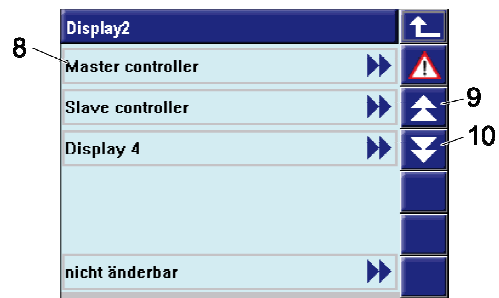 Display2
8
Master controller
9
Slave controller
10
Display 4
nicht änderbar